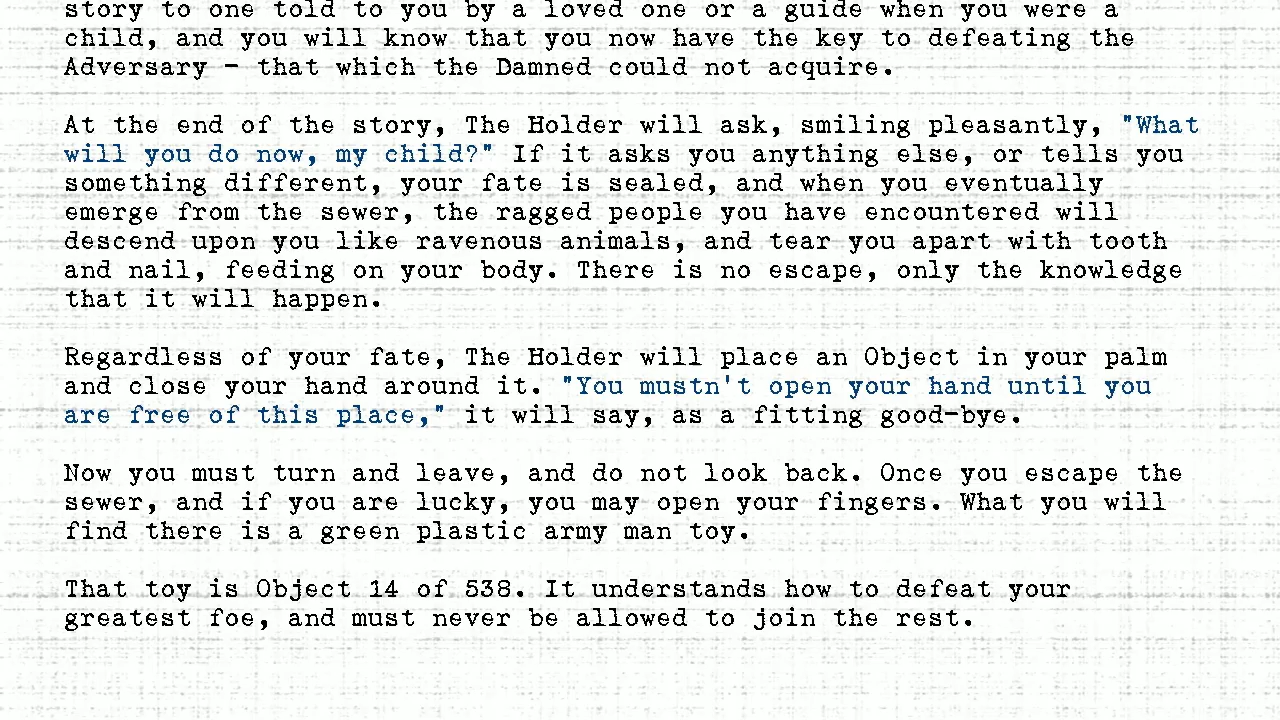 story to one told to you by a loved one or a guide when you were a
child, and you will know that you now have the key to defeating the
Adversary - that which the Damned could not acquire.
At the end of the story, The Holder will ask, smiling pleasantly, "What
will you do now, my child?" If it asks you anything else, or tells you
something different, your fate is sealed, and when you eventually
emerge from the sewer, the ragged people you have encountered will
descend upon you like ravenous animals, and tear you apart with tooth
and nail, feeding on your body. There is no escape, only the knowledge
that it will happen.
Regardless of your fate, The Holder will place an Object in your palm
and close your hand around it. "You mustn't open your hand until you
are free of this place," it will say, as a fitting good-bye.
Now you must turn and leave, and do not look back. Once you escape the
sewer, and if you are lucky, you may open your fingers. What you will
find there is a green plastic army man toy.
That toy is Object 14 of 538. It understands how to defeat your
greatest foe, and must never be allowed to join the rest.